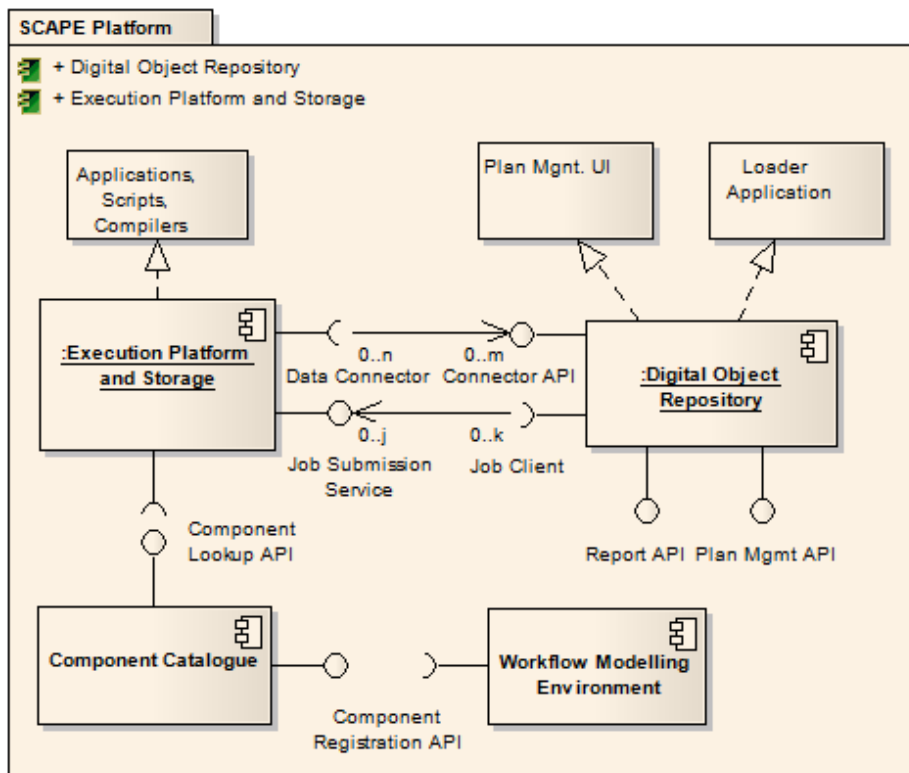 SCAPE Platform
+ Digital Object Repository
+ Execution Platform and Storage
Applications,
Scripts,
Compilers
Plan Mgnt. UI
Loader
Application
:Execution Platform
and Storage
0..n
Data Connector
0..m
Connector API
:Digital Object
Repository
0..j
Job Submission
Service
0..k
Job Client
Component
Lookup API
Report API
Plan Mgmt API
Component Catalogue
Component
Registration API
Workflow Modelling
Environment